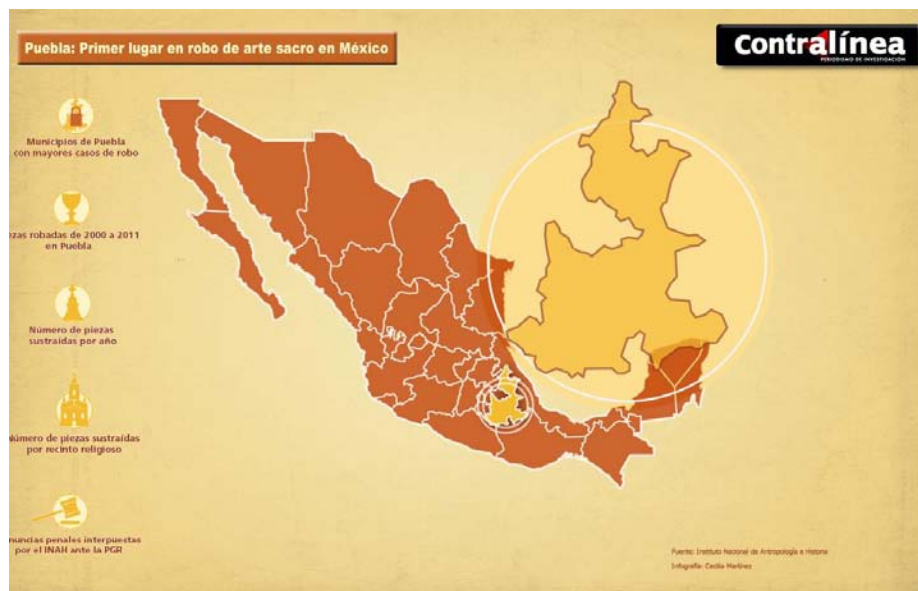 Puebla: Primer lugar en robo de arte sacro en México
Contralínea
PERIODISMO DE INVESTIGACIÓN
Municipios de Puebla
con mayores casos de robo
ezas robadas de 2000 a 2011
en Puebla
Número de piezas
sustraídas por año
Número de piezas sustraídas
por recinto religioso
nuncias penales interpuestas
por el INAH ante la PGR
Fuente: Instituto Nacional de Antropología e Historia
Infografía: Cecilia Martínez